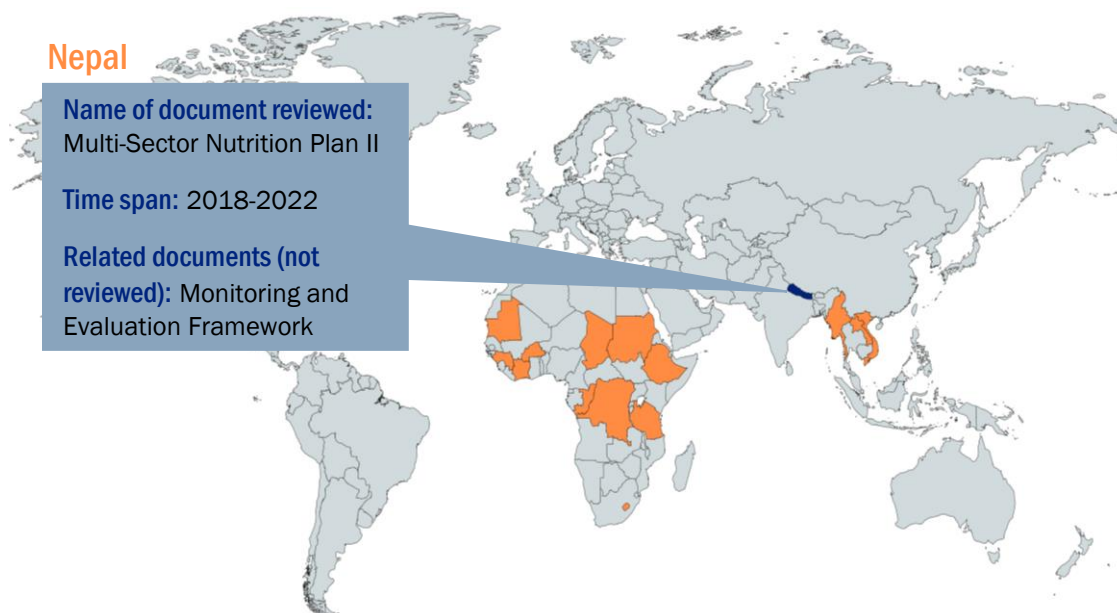 Nepal
Name of document reviewed:
Multi-Sector Nutrition Plan II
Time span: 2018-2022
Related documents (not
reviewed): Monitoring and
Evaluation Framework